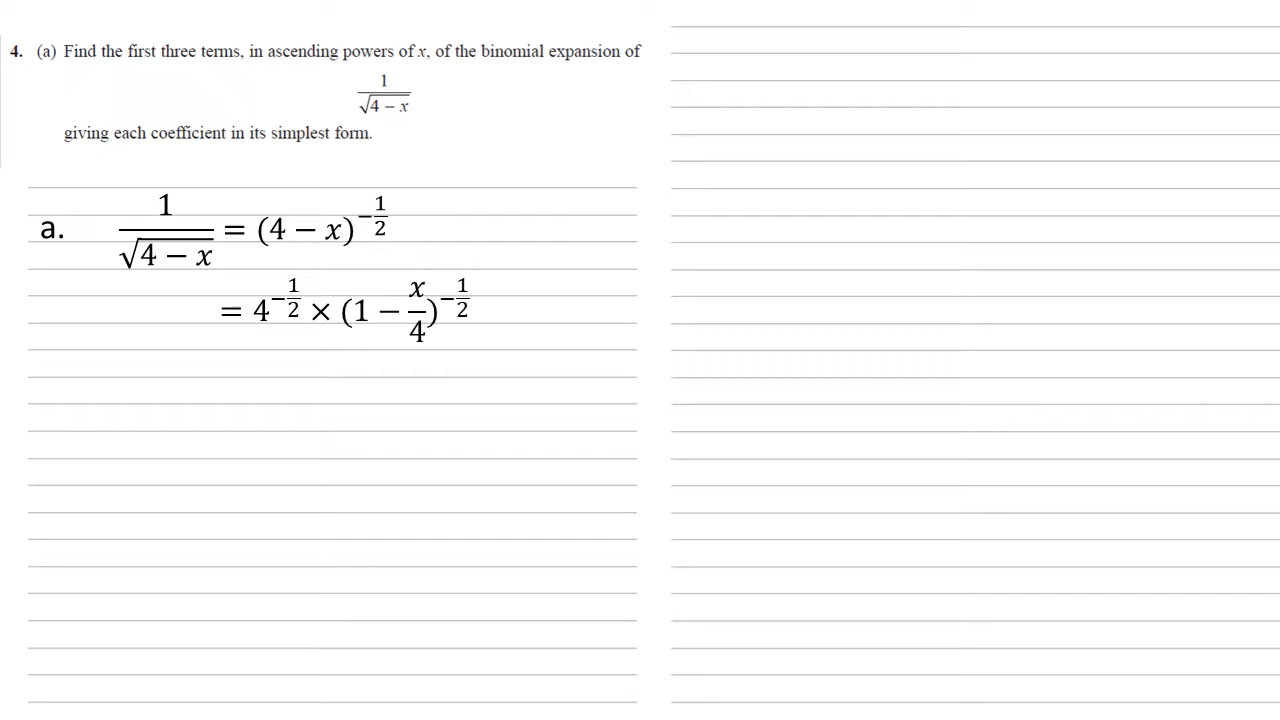 4. (a) Find the first three terms, in ascending powers of x, of the binomial expansion of
1/√(4 − x)
giving each coefficient in its simplest form.
a. 1/√(4 − x) = (4 − x)^(−1/2)
= 4^(−1/2) × (1 − x/4)^(−1/2)